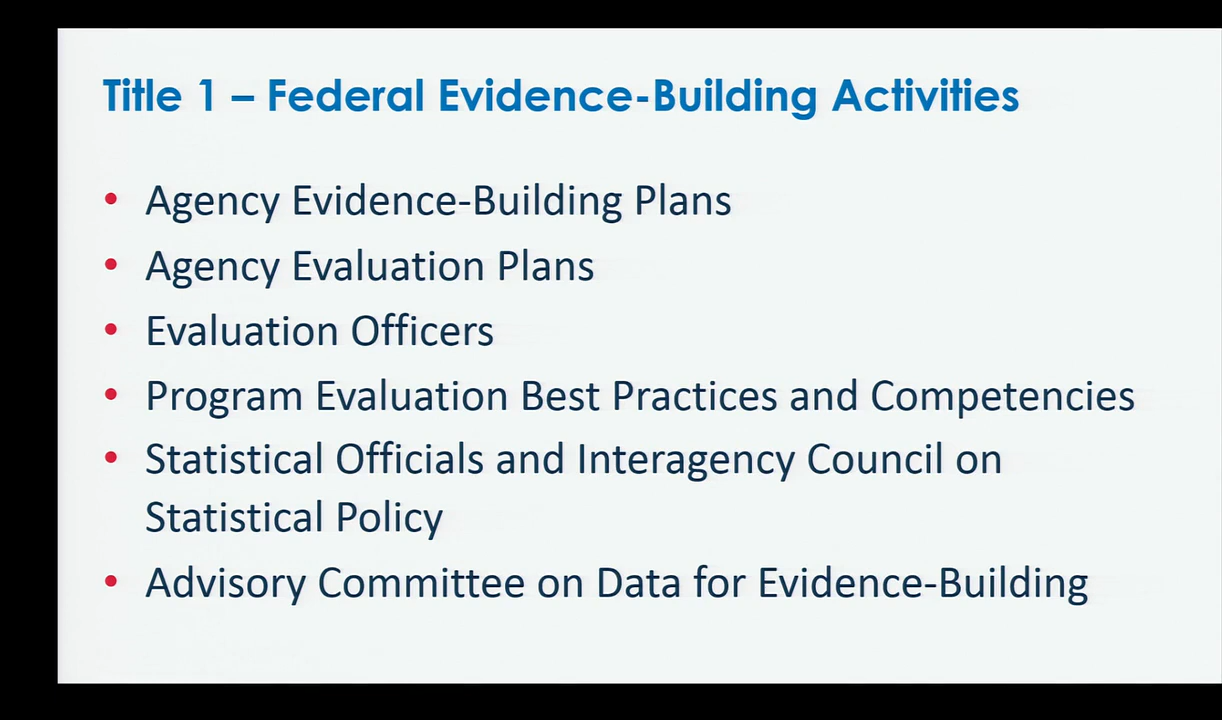 Title 1 – Federal Evidence-Building Activities
• Agency Evidence-Building Plans
• Agency Evaluation Plans
• Evaluation Officers
• Program Evaluation Best Practices and Competencies
• Statistical Officials and Interagency Council on
Statistical Policy
• Advisory Committee on Data for Evidence-Building